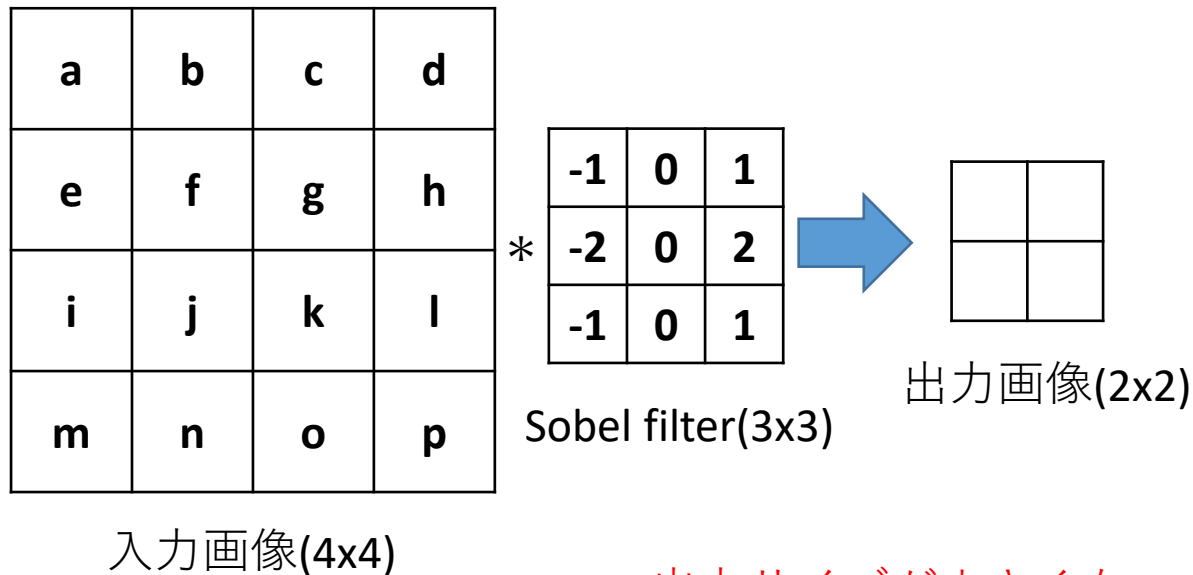 a b c d
e f g h
i j k l
m n o p
入力画像(4x4)
*
-1 0 1
-2 0 2
-1 0 1
Sobel filter(3x3)
出力画像(2x2)